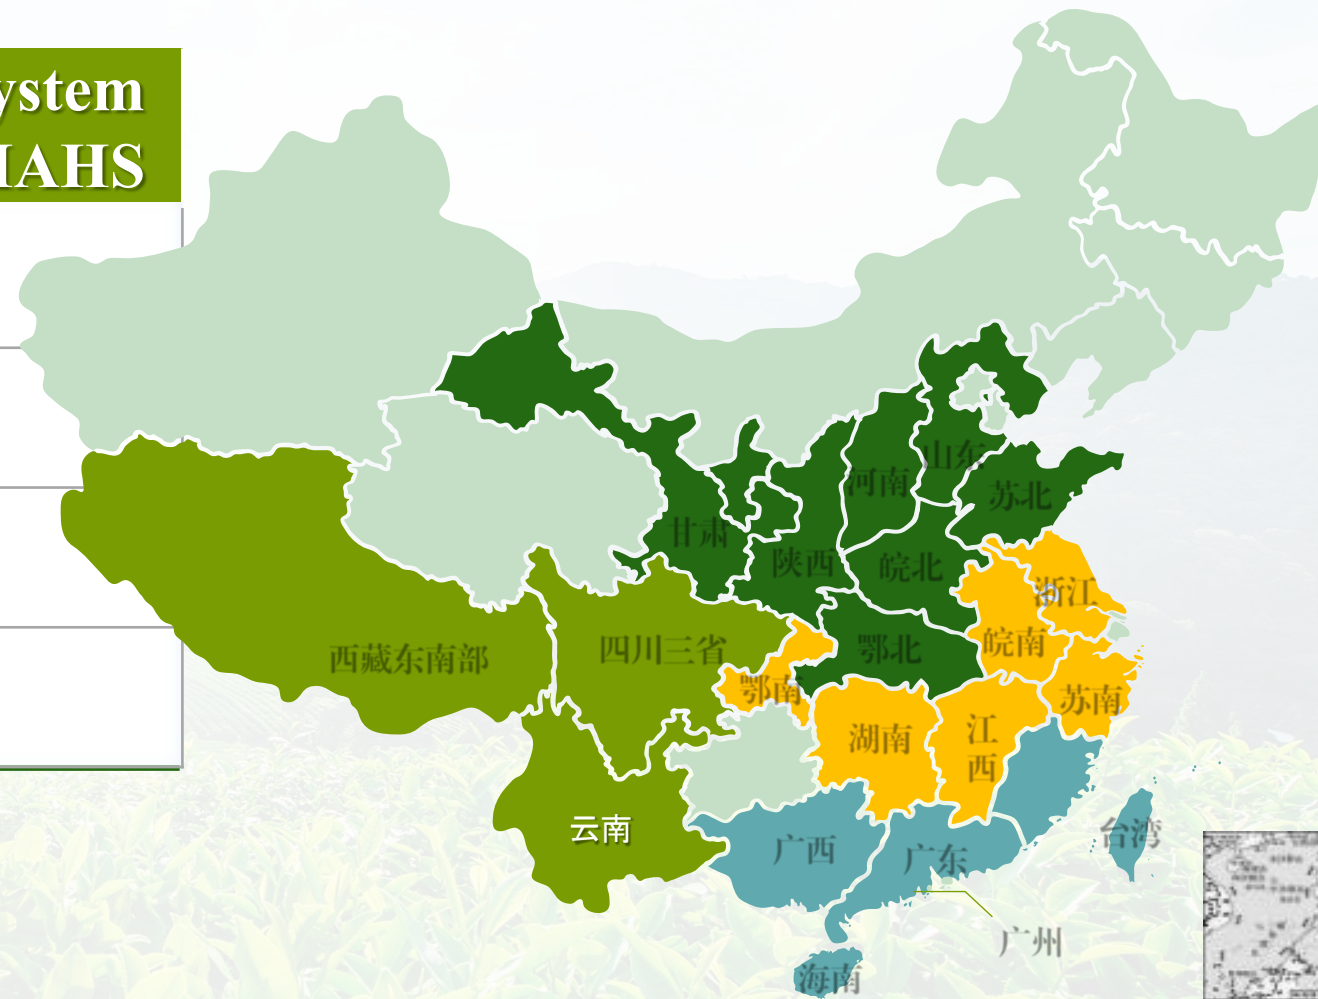 ystem
IAHS
山东
河南
苏北
甘肃
陕西
皖北
浙江
西藏东南部
四川三省
鄂北
皖南
鄂南
苏南
湖南
江
西
云南
广西
广东
台湾
广州
海南